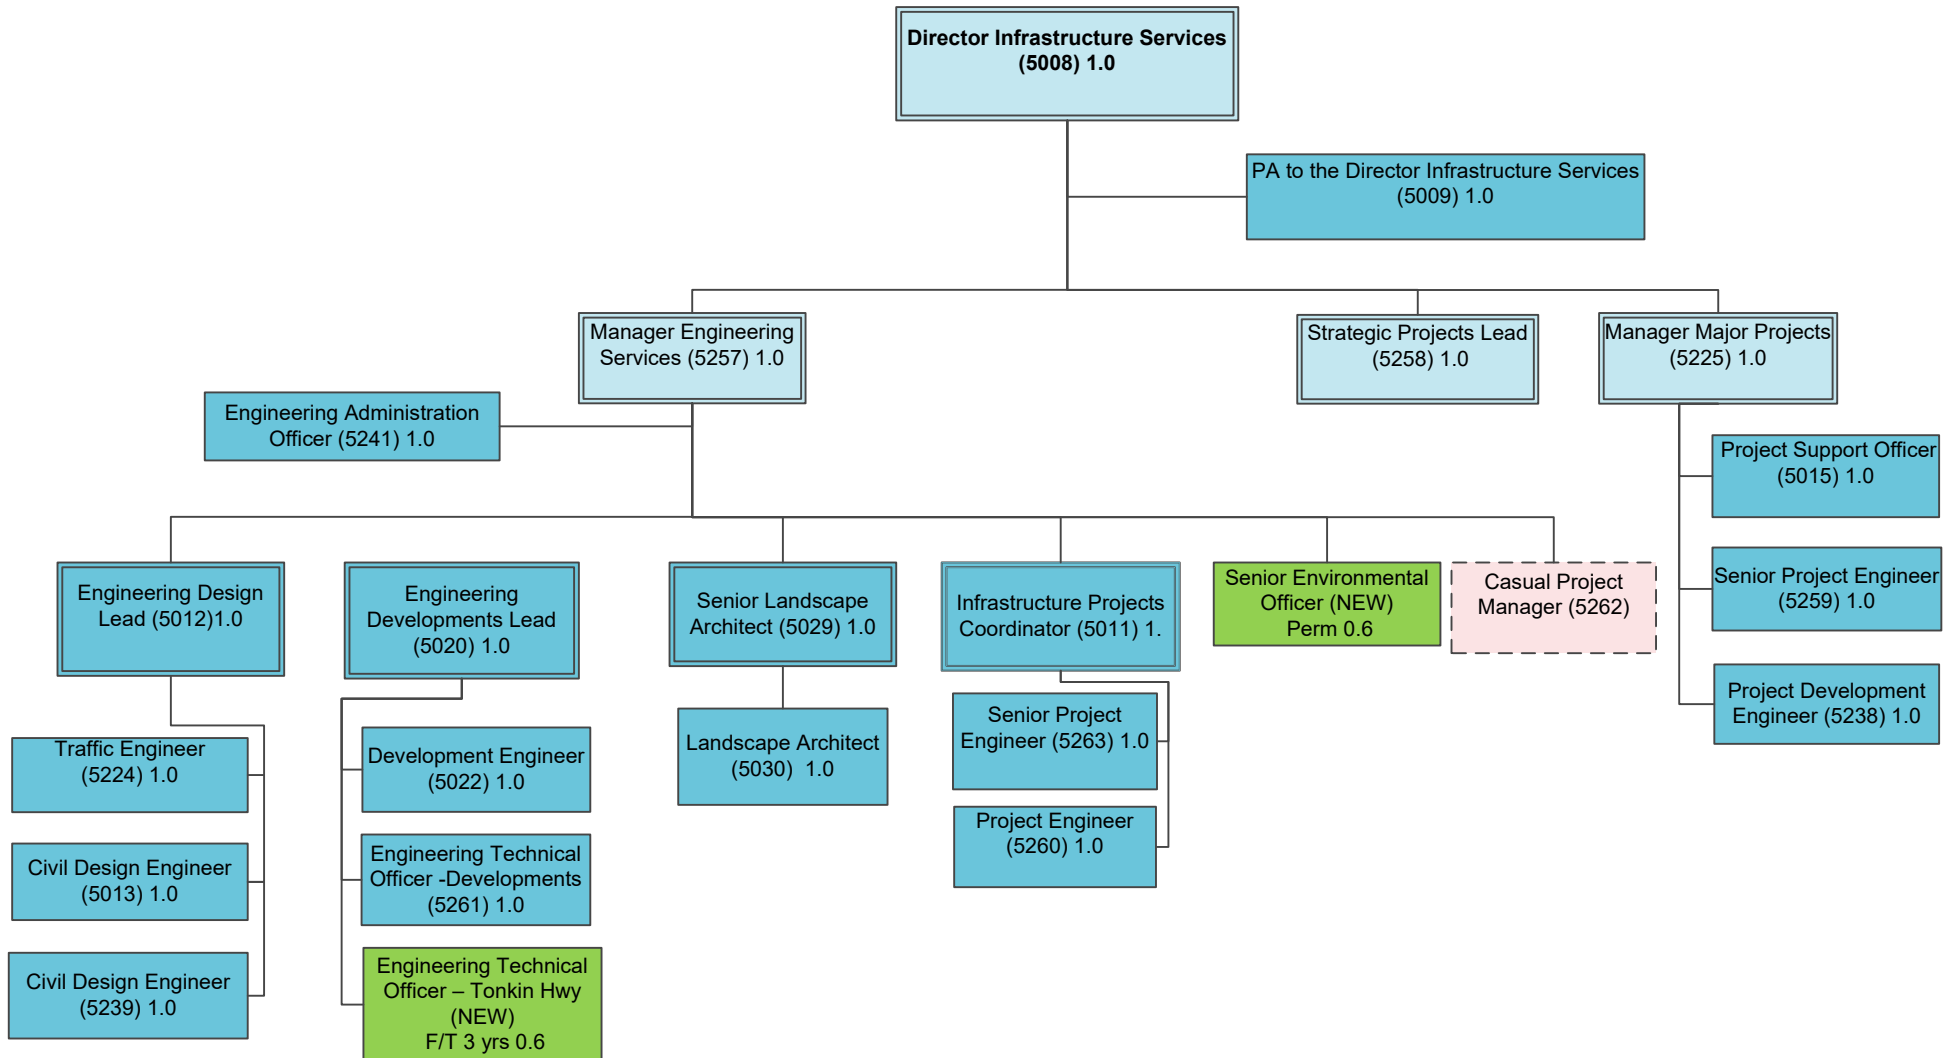 Director Infrastructure Services
(5008) 1.0
PA to the Director Infrastructure Services
(5009) 1.0
Manager Engineering
Services (5257) 1.0
Strategic Projects Lead
(5258) 1.0
Manager Major Projects
(5225) 1.0
Engineering Administration
Officer (5241) 1.0
Project Support Officer
(5015) 1.0
Senior Project Engineer
(5259) 1.0
Project Development
Engineer (5238) 1.0
Engineering Design
Lead (5012)1.0
Engineering
Developments Lead
(5020) 1.0
Senior Landscape
Architect (5029) 1.0
Infrastructure Projects
Coordinator (5011) 1.
Senior Environmental
Officer (NEW)
Perm 0.6
Casual Project
Manager (5262)
Traffic Engineer
(5224) 1.0
Civil Design Engineer
(5013) 1.0
Civil Design Engineer
(5239) 1.0
Development Engineer
(5022) 1.0
Engineering Technical
Officer -Developments
(5261) 1.0
Engineering Technical
Officer – Tonkin Hwy
(NEW)
F/T 3 yrs 0.6
Landscape Architect
(5030)  1.0
Senior Project
Engineer (5263) 1.0
Project Engineer
(5260) 1.0